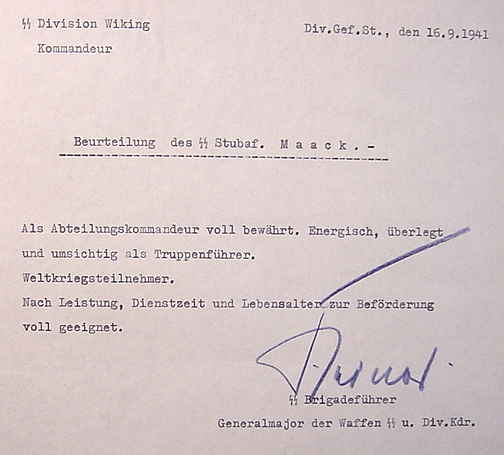 ᛋᛋ Division Wiking
Div.Gef.St., den 16.9.1941
Kommandeur
Beurteilung des ᛋᛋ Stubaf. M a a c k . -
Als Abteilungskommandeur voll bewährt. Energisch, überlegt
und umsichtig als Truppenführer.
Weltkriegsteilnehmer.
Nach Leistung, Dienstzeit und Lebensalter zur Beförderung
voll geeignet.
ᛋᛋ Brigadeführer
Generalmajor der Waffen ᛋᛋ u. Div.Kdr.